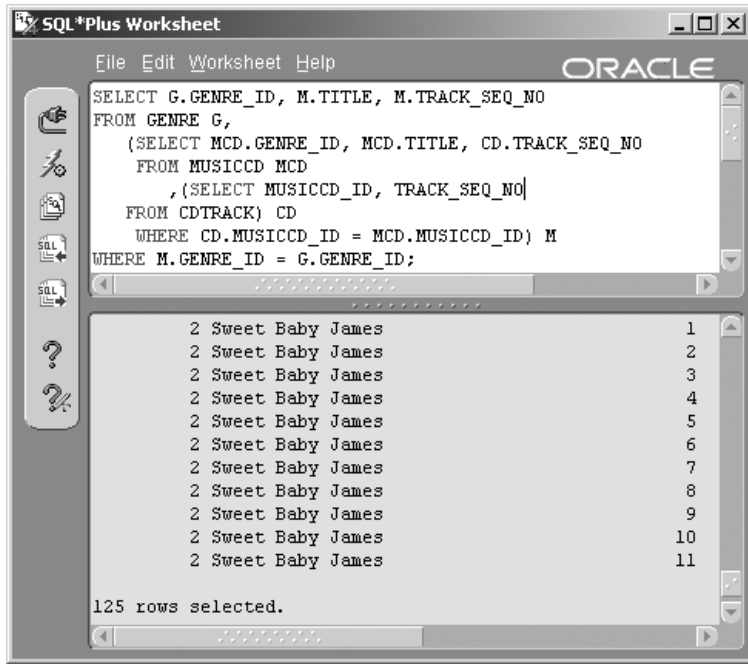 SQL*Plus Worksheet
File Edit Worksheet Help
ORACLE
SELECT G.GENRE_ID, M.TITLE, M.TRACK_SEQ_NO
FROM GENRE G,
(SELECT MCD.GENRE_ID, MCD.TITLE, CD.TRACK_SEQ_NO
FROM MUSICCD MCD
,(SELECT MUSICCD_ID, TRACK_SEQ_NO
FROM CDTRACK) CD
WHERE CD.MUSICCD_ID = MCD.MUSICCD_ID) M
WHERE M.GENRE_ID = G.GENRE_ID;
2 Sweet Baby James 1
2 Sweet Baby James 2
2 Sweet Baby James 3
2 Sweet Baby James 4
2 Sweet Baby James 5
2 Sweet Baby James 6
2 Sweet Baby James 7
2 Sweet Baby James 8
2 Sweet Baby James 9
2 Sweet Baby James 10
2 Sweet Baby James 11
125 rows selected.
SQL
SQL